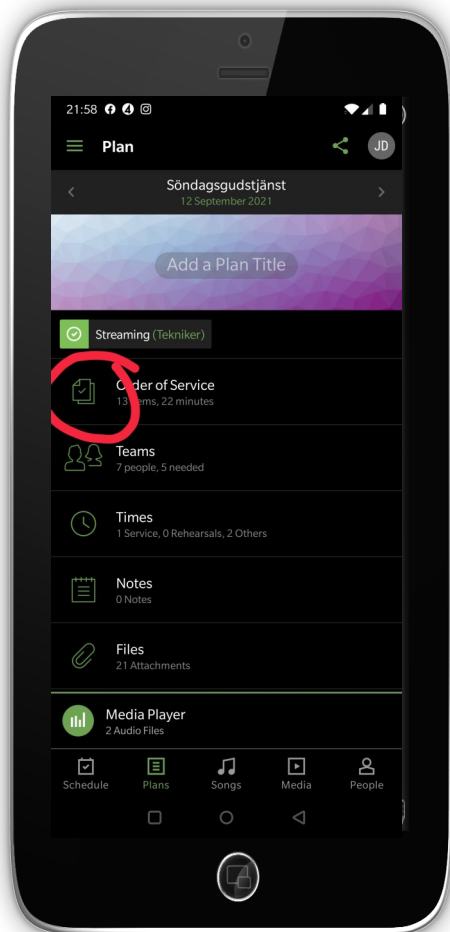 21:58
Plan
JD
Söndagsgudstjänst
12 September 2021
Add a Plan Title
Streaming (Tekniker)
Order of Service
13 items, 22 minutes
Teams
7 people, 5 needed
Times
1 Service, 0 Rehearsals, 2 Others
Notes
0 Notes
Files
21 Attachments
Media Player
2 Audio Files
Schedule Plans Songs Media People